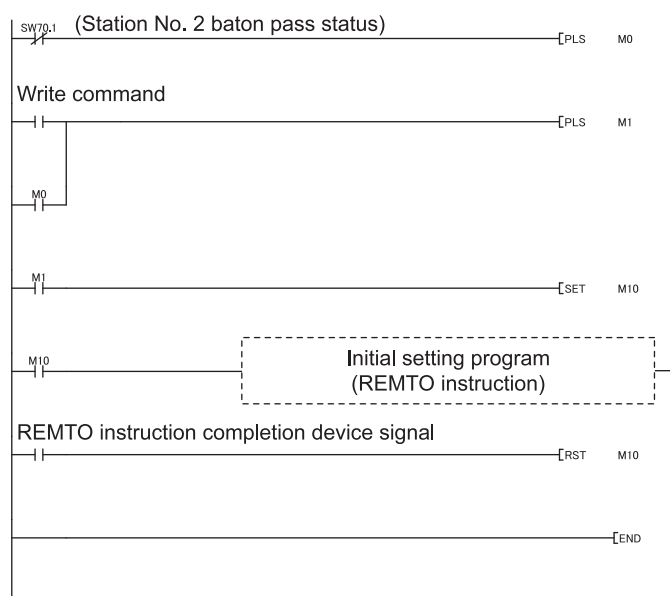 SW70.1 (Station No. 2 baton pass status)
[PLS M0
Write command
[PLS M1
M0
M1
[SET M10
M10
Initial setting program
(REMTO instruction)
REMTO instruction completion device signal
[RST M10
[END